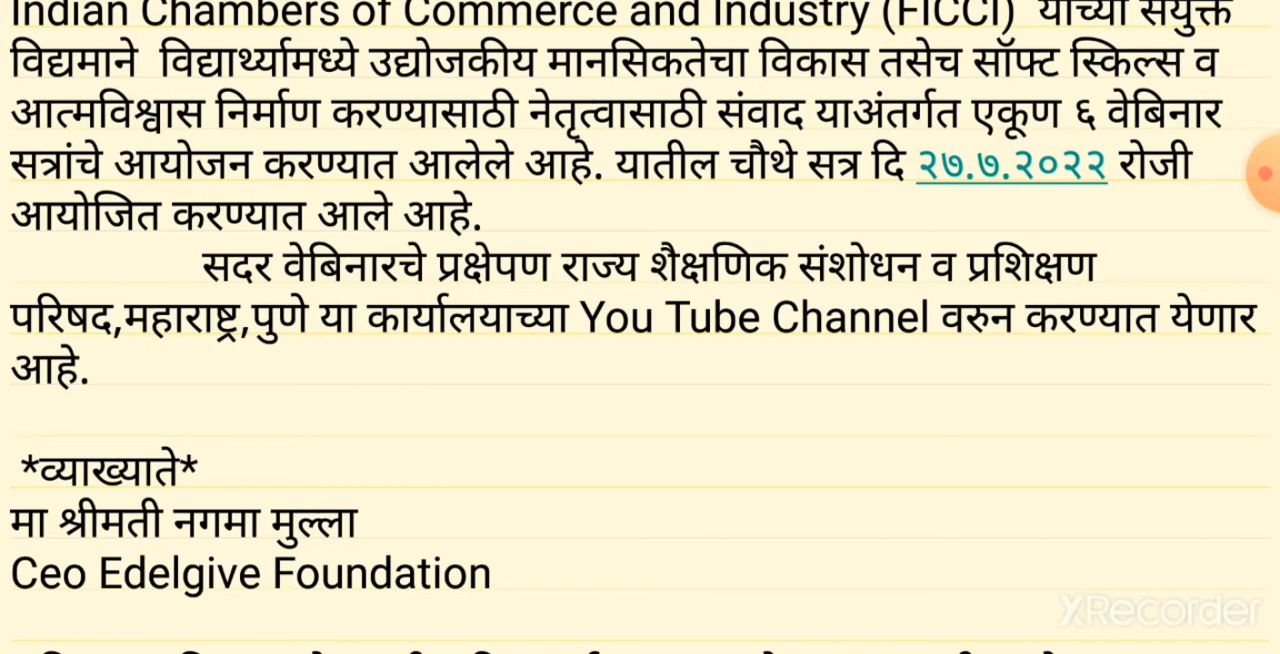 Indian Chambers of Commerce and Industry (FICCI) यांच्या संयुक्त
विद्यमाने विद्यार्थ्यामध्ये उद्योजकीय मानसिकतेचा विकास तसेच सॉफ्ट स्किल्स व
आत्मविश्वास निर्माण करण्यासाठी नेतृत्वासाठी संवाद याअंतर्गत एकूण ६ वेबिनार
सत्रांचे आयोजन करण्यात आलेले आहे. यातील चौथे सत्र दि २७.७.२०२२ रोजी
आयोजित करण्यात आले आहे.
सदर वेबिनारचे प्रक्षेपण राज्य शैक्षणिक संशोधन व प्रशिक्षण
परिषद,महाराष्ट्र,पुणे या कार्यालयाच्या You Tube Channel वरुन करण्यात येणार
आहे.
*व्याख्याते*
मा श्रीमती नगमा मुल्ला
Ceo Edelgive Foundation
XRecorder